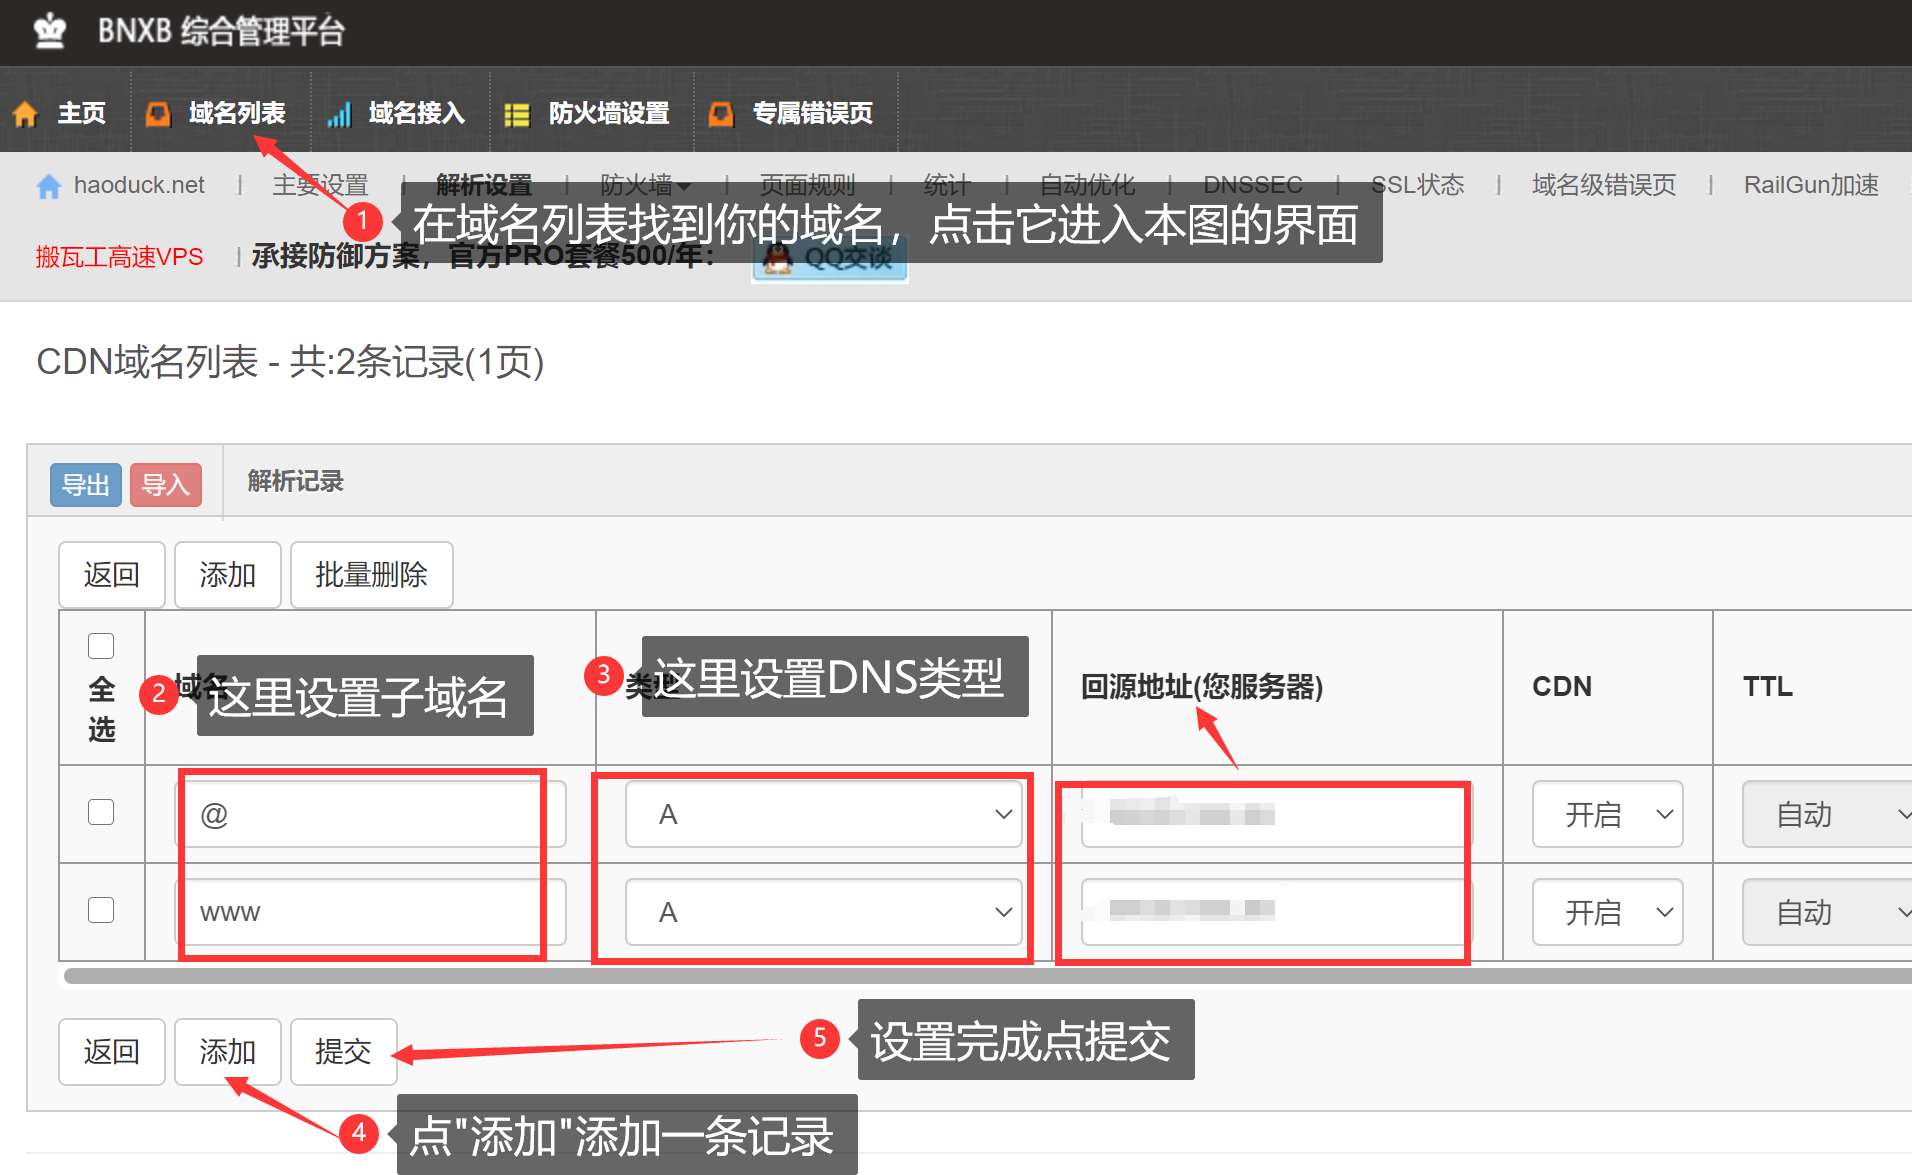 BNXB 综合管理平台
主页 域名列表 域名接入 防火墙设置 专属错误页
haoduck.net | 主要设置 | 解析设置 | 防火墙 | 页面规则 | 统计 | 自动优化 | DNSSEC | SSL状态 | 域名级错误页 | RailGun加速
1 在域名列表找到你的域名，点击它进入本图的界面
搬瓦工高速VPS | 承接防御方案，官方PRO套餐500/年： QQ交谈
CDN域名列表 - 共:2条记录(1页)
导出 导入 解析记录
返回 添加 批量删除
全选 域名 类型 回源地址(您服务器) CDN TTL
2 这里设置子域名
3 这里设置DNS类型
@ A 开启 自动
www A 开启 自动
返回 添加 提交
5 设置完成点提交
4 点"添加"添加一条记录